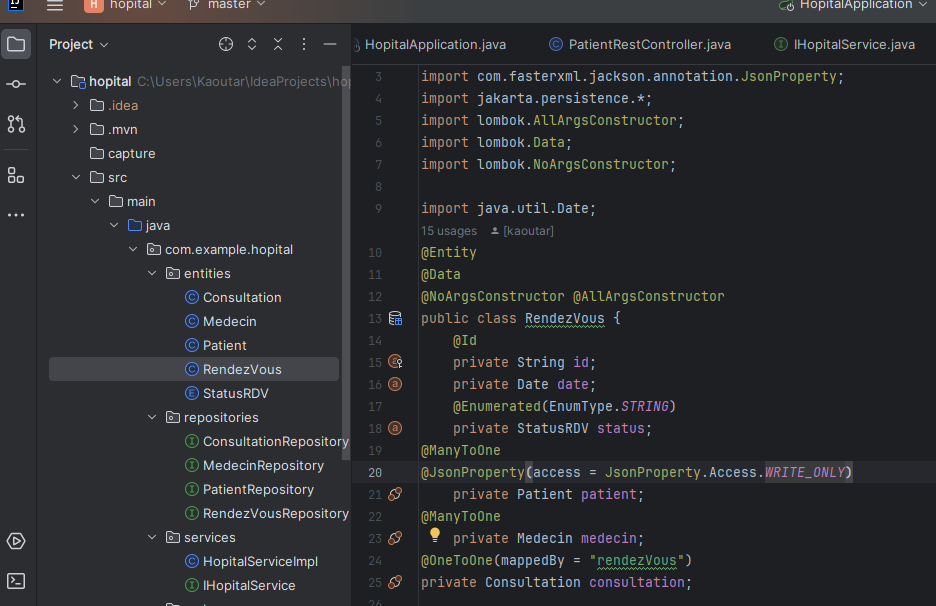 H hopital master HopitalApplication
Project
HopitalApplication.java PatientRestController.java IHopitalService.java
hopital C:\Users\Kaoutar\IdeaProjects\hop
.idea
.mvn
capture
src
main
java
com.example.hopital
entities
Consultation
Medecin
Patient
RendezVous
StatusRDV
repositories
ConsultationRepository
MedecinRepository
PatientRepository
RendezVousRepository
services
HopitalServiceImpl
IHopitalService
3 import com.fasterxml.jackson.annotation.JsonProperty;
4 import jakarta.persistence.*;
5 import lombok.AllArgsConstructor;
6 import lombok.Data;
7 import lombok.NoArgsConstructor;
8
9 import java.util.Date;
15 usages [kaoutar]
10 @Entity
11 @Data
12 @NoArgsConstructor @AllArgsConstructor
13 public class RendezVous {
14 @Id
15 private String id;
16 private Date date;
17 @Enumerated(EnumType.STRING)
18 private StatusRDV status;
19 @ManyToOne
20 @JsonProperty(access = JsonProperty.Access.WRITE_ONLY)
21 private Patient patient;
22 @ManyToOne
23 private Medecin medecin;
24 @OneToOne(mappedBy = "rendezVous")
25 private Consultation consultation;
26